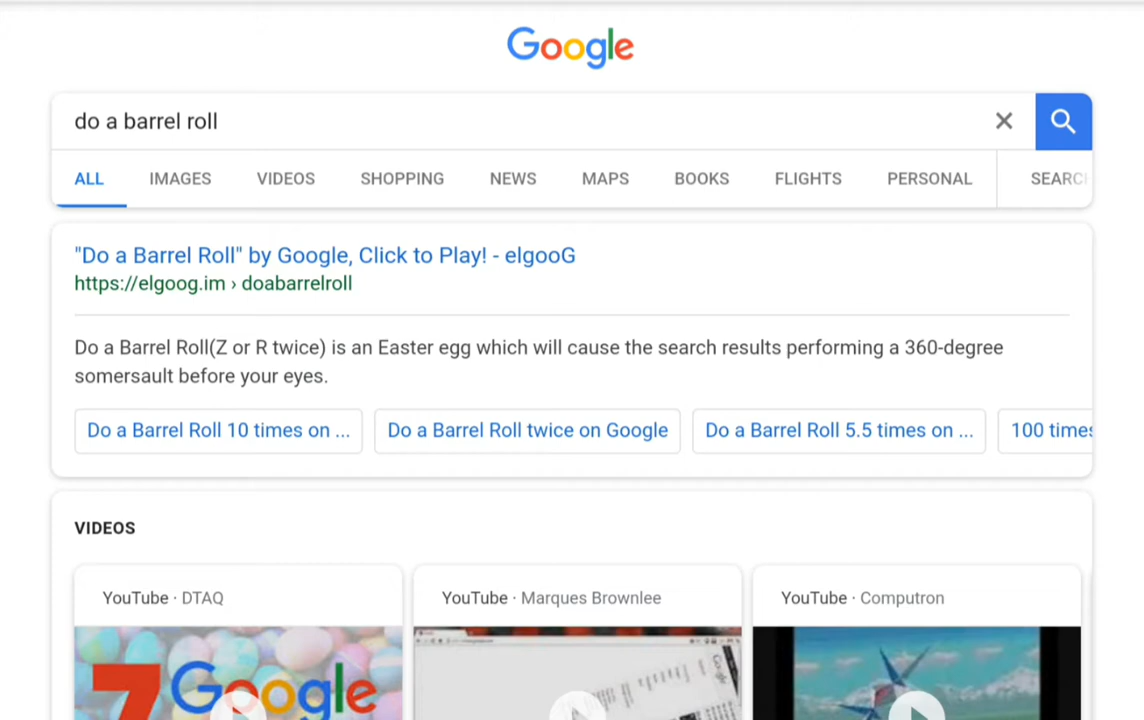 Google
do a barrel roll
ALL IMAGES VIDEOS SHOPPING NEWS MAPS BOOKS FLIGHTS PERSONAL SEARCH
"Do a Barrel Roll" by Google, Click to Play! - elgooG
https://elgoog.im › doabarrelroll
Do a Barrel Roll(Z or R twice) is an Easter egg which will cause the search results performing a 360-degree
somersault before your eyes.
Do a Barrel Roll 10 times on ... Do a Barrel Roll twice on Google Do a Barrel Roll 5.5 times on ... 100 times
VIDEOS
YouTube · DTAQ YouTube · Marques Brownlee YouTube · Computron
7 Google